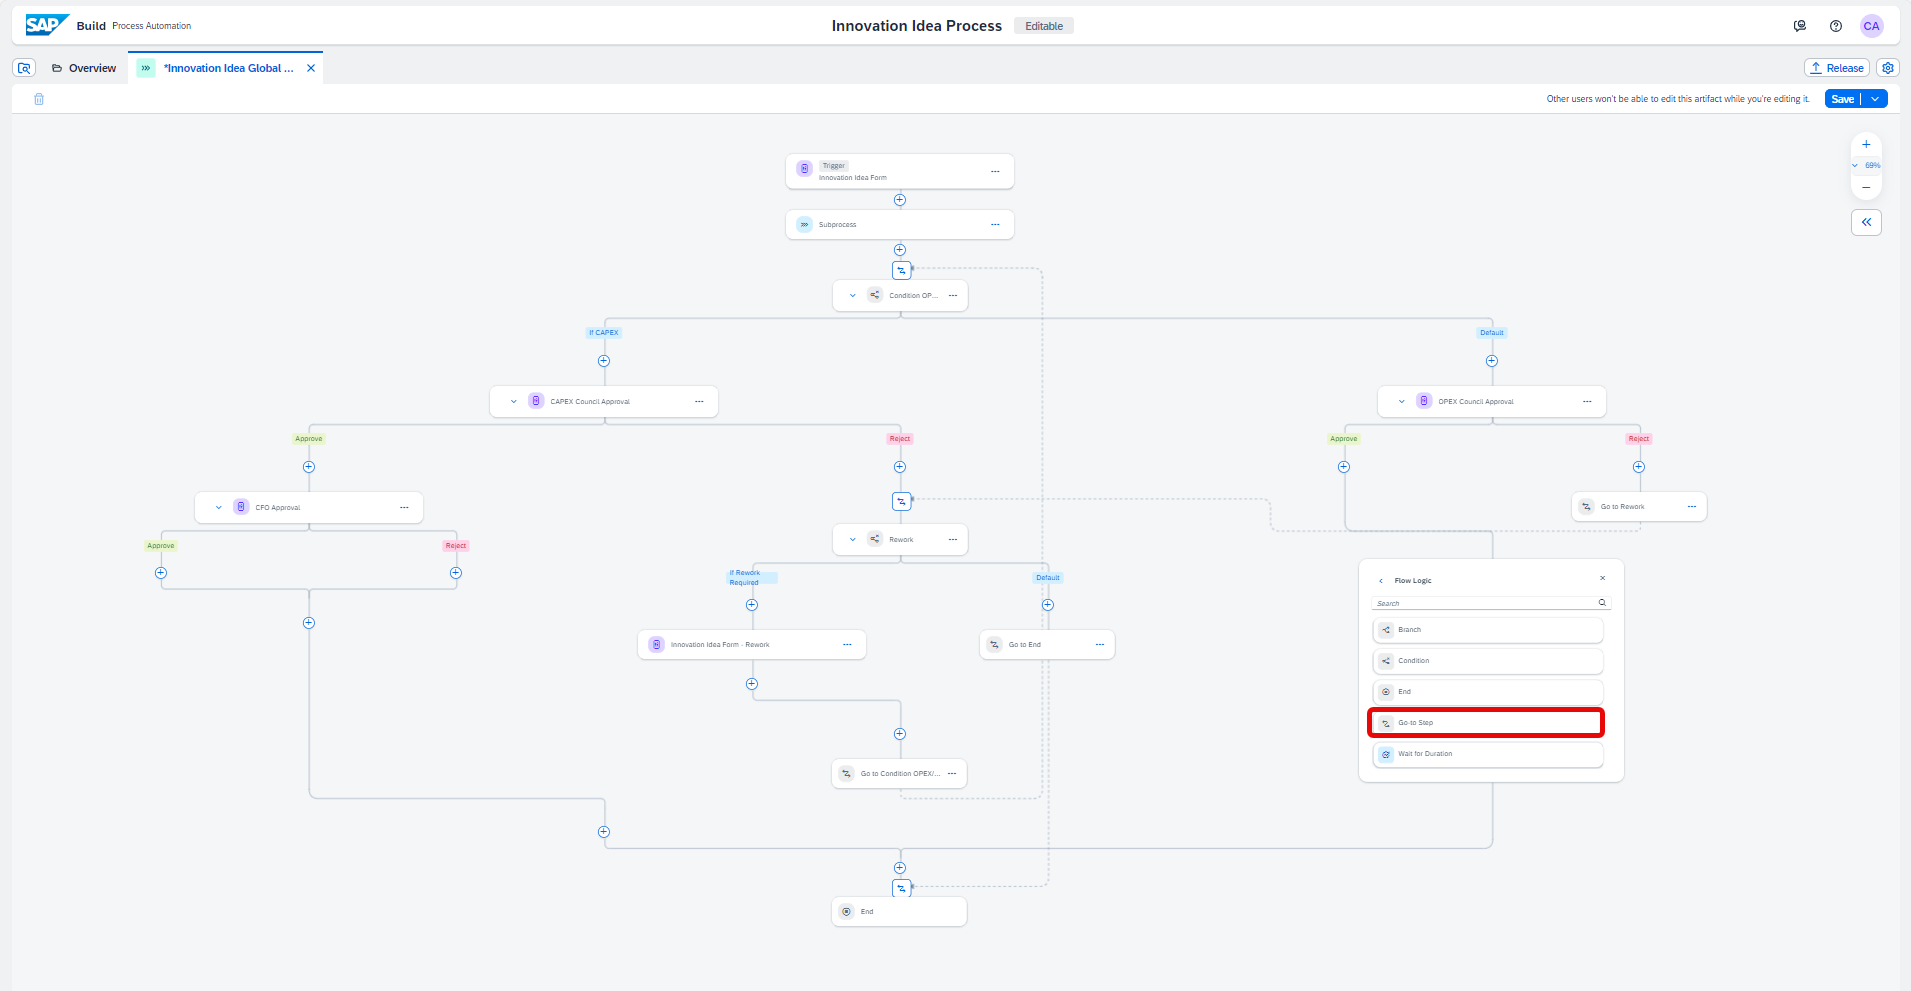 SAP Build Process Automation
Innovation Idea Process Editable
CA
Overview
*Innovation Idea Global ...
Release
Other users won't be able to edit this artifact while you're editing it.
Save
69%
Trigger
Innovation Idea Form
Subprocess
Condition OP...
If CAPEX
Default
CAPEX Council Approval
OPEX Council Approval
Approve
Reject
Approve
Reject
CFO Approval
Go to Rework
Approve
Reject
Rework
If Rework
Required
Default
Innovation Idea Form - Rework
Go to End
Flow Logic
Search
Branch
Condition
End
Go-to Step
Wait for Duration
Go to Condition OPEX/...
End